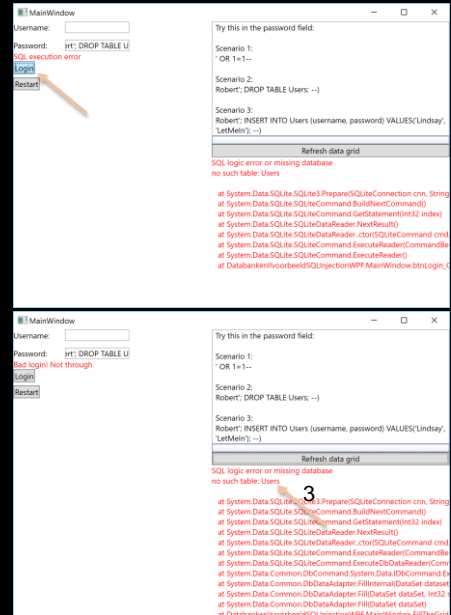 MainWindow
Username:
Password: ert'; DROP TABLE U
SQL execution error
Login
Restart
Try this in the password field:
Scenario 1:
' OR 1=1--
Scenario 2:
Robert'; DROP TABLE Users; --)
Scenario 3:
Robert'; INSERT INTO Users (username, password) VALUES('Lindsay',
'LetMeIn'); --)
Refresh data grid
SQL logic error or missing database
no such table: Users
at System.Data.SQLite.SQLite3.Prepare(SQLiteConnection cnn, String
at System.Data.SQLite.SQLiteCommand.BuildNextCommand()
at System.Data.SQLite.SQLiteCommand.GetStatement(Int32 index)
at System.Data.SQLite.SQLiteDataReader.NextResult()
at System.Data.SQLite.SQLiteDataReader..ctor(SQLiteCommand cmd,
at System.Data.SQLite.SQLiteCommand.ExecuteReader(CommandBe
at System.Data.SQLite.SQLiteCommand.ExecuteReader()
at DatabankenIIvoorbeeldSQLInjectionWPF.MainWindow.btnLogin_C
MainWindow
Username:
Password: ert'; DROP TABLE U
Bad login! Not through
Login
Restart
Try this in the password field:
Scenario 1:
' OR 1=1--
Scenario 2:
Robert'; DROP TABLE Users; --)
Scenario 3:
Robert'; INSERT INTO Users (username, password) VALUES('Lindsay',
'LetMeIn'); --)
Refresh data grid
SQL logic error or missing database
no such table: Users
3
at System.Data.SQLite.SQLite3.Prepare(SQLiteConnection cnn, String
at System.Data.SQLite.SQLiteCommand.BuildNextCommand()
at System.Data.SQLite.SQLiteCommand.GetStatement(Int32 index)
at System.Data.SQLite.SQLiteDataReader.NextResult()
at System.Data.SQLite.SQLiteDataReader..ctor(SQLiteCommand cmd
at System.Data.SQLite.SQLiteCommand.ExecuteReader(CommandBe
at System.Data.SQLite.SQLiteCommand.ExecuteDbDataReader(Comr
at System.Data.Common.DbCommand.System.Data.IDbCommand.Ex
at System.Data.Common.DbDataAdapter.FillInternal(DataSet dataset
at System.Data.Common.DbDataAdapter.Fill(DataSet dataSet, Int32 s
at System.Data.Common.DbDataAdapter.Fill(DataSet dataSet)
at DatabankenIIvoorbeeldSQLInjectionWPF.MainWindow.FillTheGrid